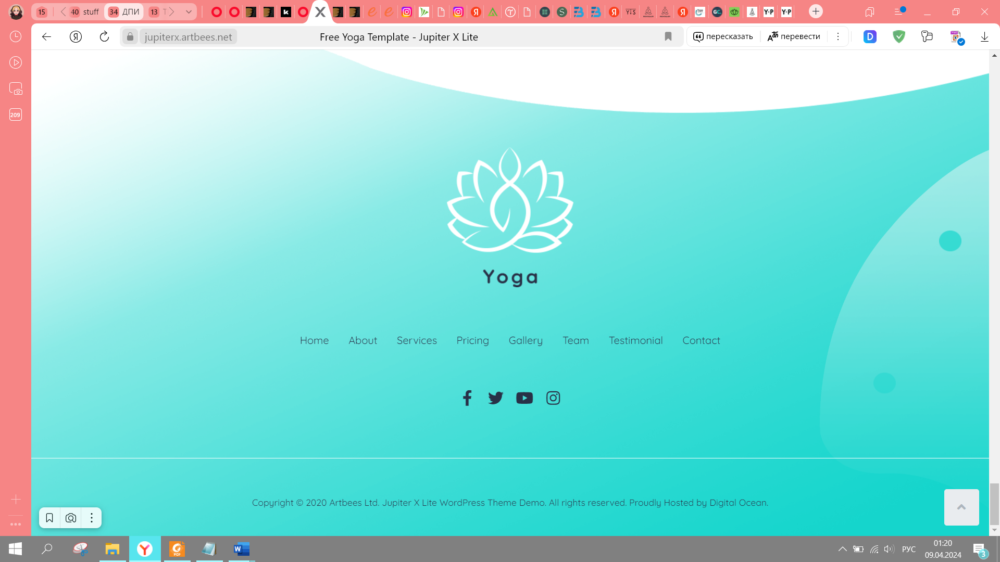 15
40 stuff
34 ДПИ
13
jupiterx.artbees.net
Free Yoga Template - Jupiter X Lite
пересказать
перевести
209
Yoga
Home About Services Pricing Gallery Team Testimonial Contact
Copyright © 2020 Artbees Ltd. Jupiter X Lite WordPress Theme Demo. All rights reserved. Proudly Hosted by Digital Ocean.
РУС
01:20
09.04.2024
3